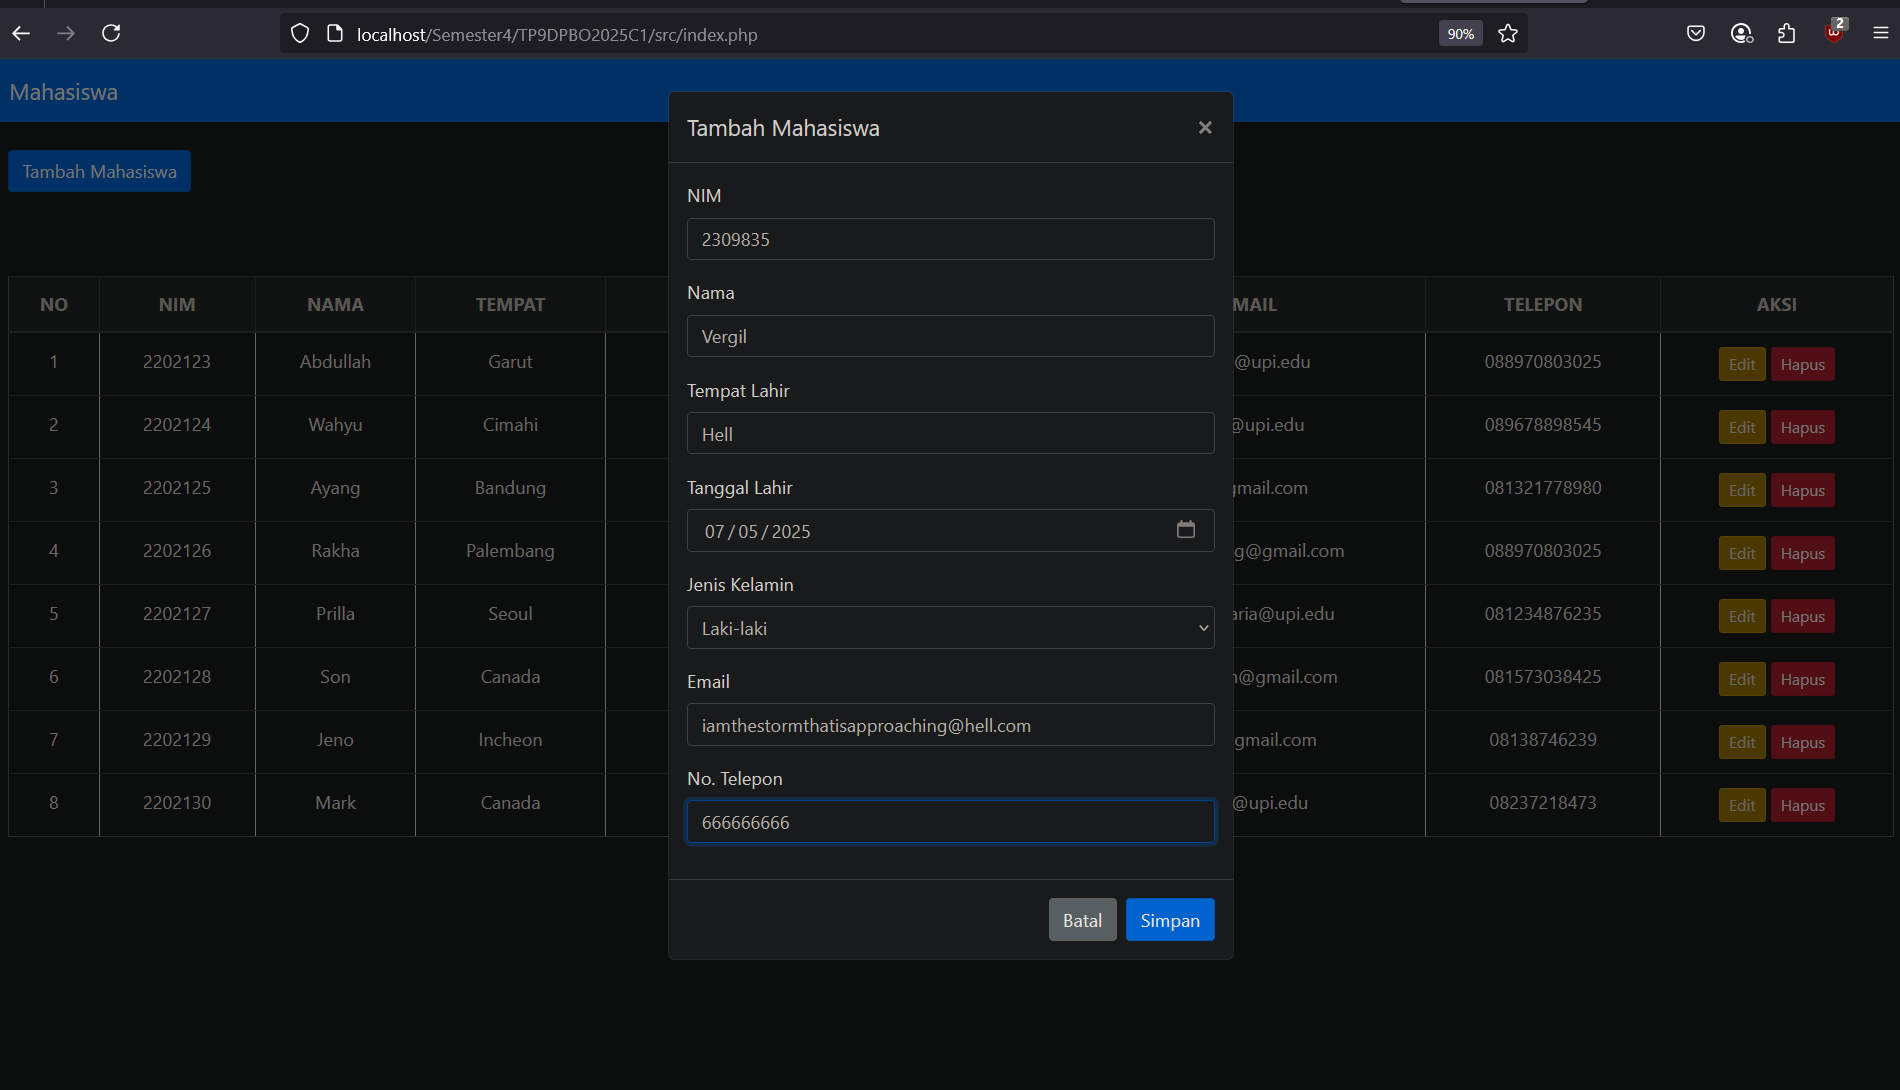 localhost/Semester4/TP9DPBO2025C1/src/index.php 90% 2
Mahasiswa
Tambah Mahasiswa
Tambah Mahasiswa ×
NIM
2309835
Nama
Vergil
Tempat Lahir
Hell
Tanggal Lahir
07/05/2025
Jenis Kelamin
Laki-laki
Email
iamthestormthatisapproaching@hell.com
No. Telepon
666666666
Batal Simpan
NO NIM NAMA TEMPAT MAIL TELEPON AKSI
1 2202123 Abdullah Garut @upi.edu 088970803025 Edit Hapus
2 2202124 Wahyu Cimahi @upi.edu 089678898545 Edit Hapus
3 2202125 Ayang Bandung gmail.com 081321778980 Edit Hapus
4 2202126 Rakha Palembang g@gmail.com 088970803025 Edit Hapus
5 2202127 Prilla Seoul aria@upi.edu 081234876235 Edit Hapus
6 2202128 Son Canada @gmail.com 081573038425 Edit Hapus
7 2202129 Jeno Incheon gmail.com 08138746239 Edit Hapus
8 2202130 Mark Canada @upi.edu 08237218473 Edit Hapus